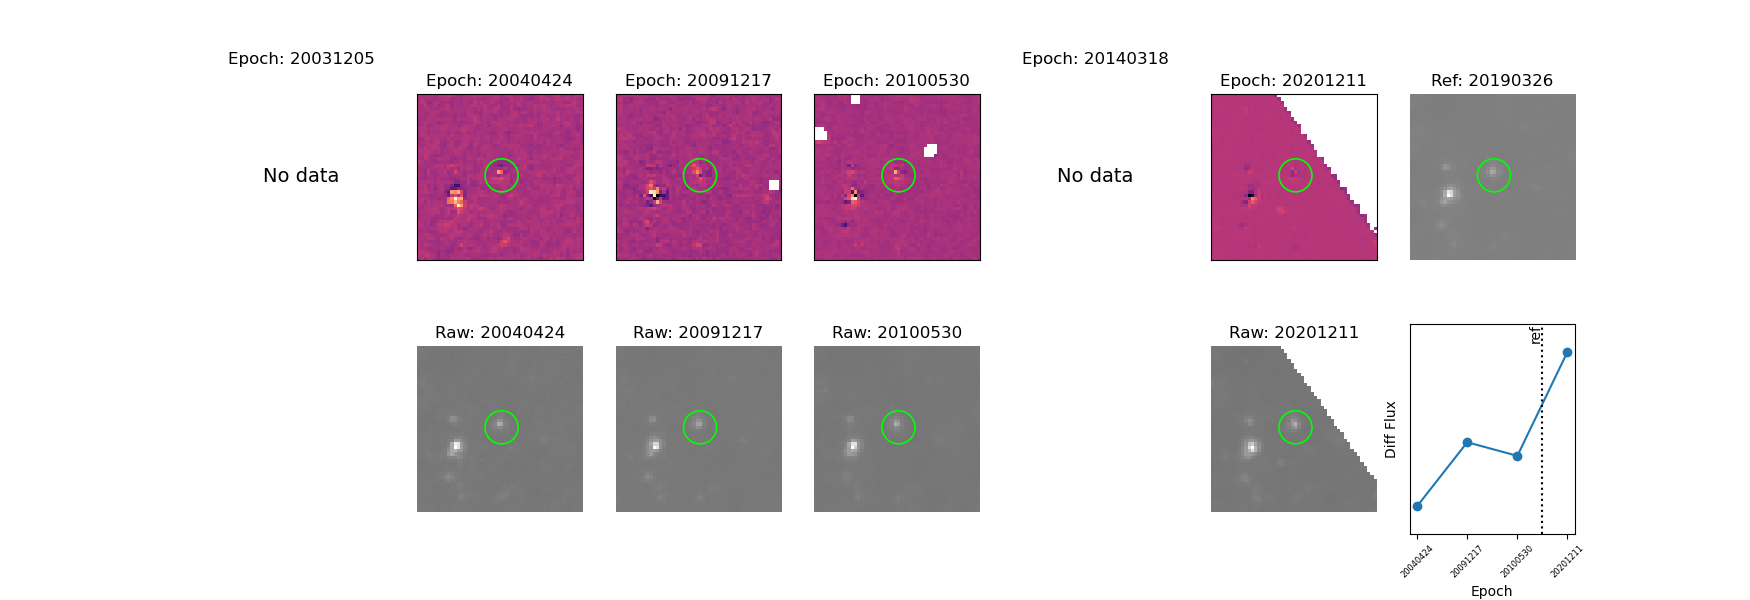 Epoch: 20031205
Epoch: 20040424
Epoch: 20091217
Epoch: 20100530
Epoch: 20140318
Epoch: 20201211
Ref: 20190326
No data
No data
Raw: 20040424
Raw: 20091217
Raw: 20100530
Raw: 20201211
ref
Diff Flux
20040424
20091217
20100530
20201211
Epoch